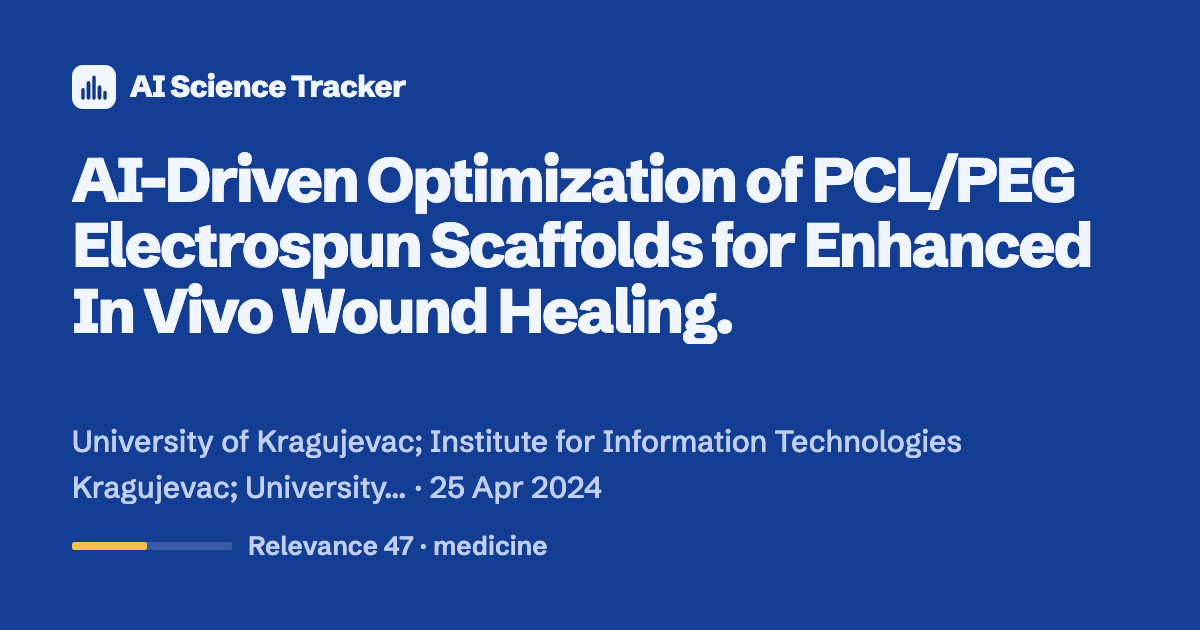 AI Science Tracker
AI-Driven Optimization of PCL/PEG
Electrospun Scaffolds for Enhanced
In Vivo Wound Healing.
University of Kragujevac; Institute for Information Technologies
Kragujevac; University... · 25 Apr 2024
Relevance 47 · medicine